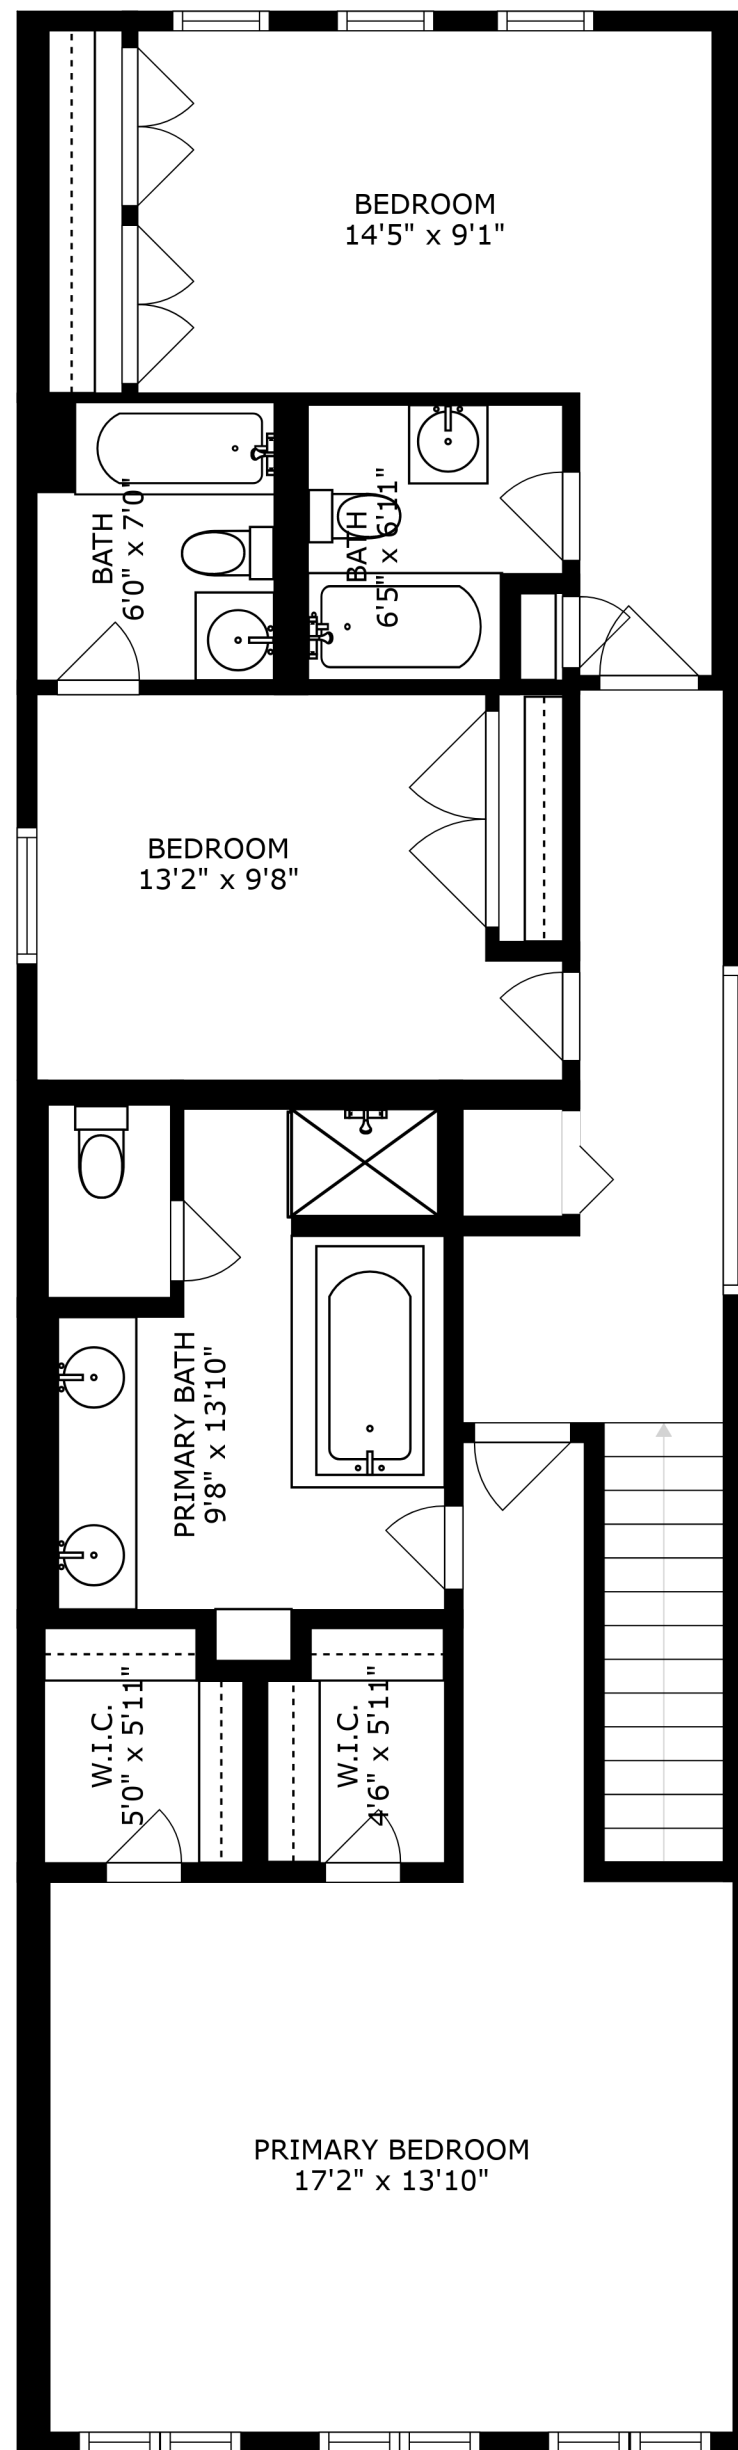 BEDROOM
14'5" x 9'1"
BATH
6'0" x 7'0"
BATH
6'5" x 6'11"
BEDROOM
13'2" x 9'8"
PRIMARY BATH
9'8" x 13'10"
W.I.C.
5'0" x 5'11"
W.I.C.
4'6" x 5'11"
PRIMARY BEDROOM
17'2" x 13'10"